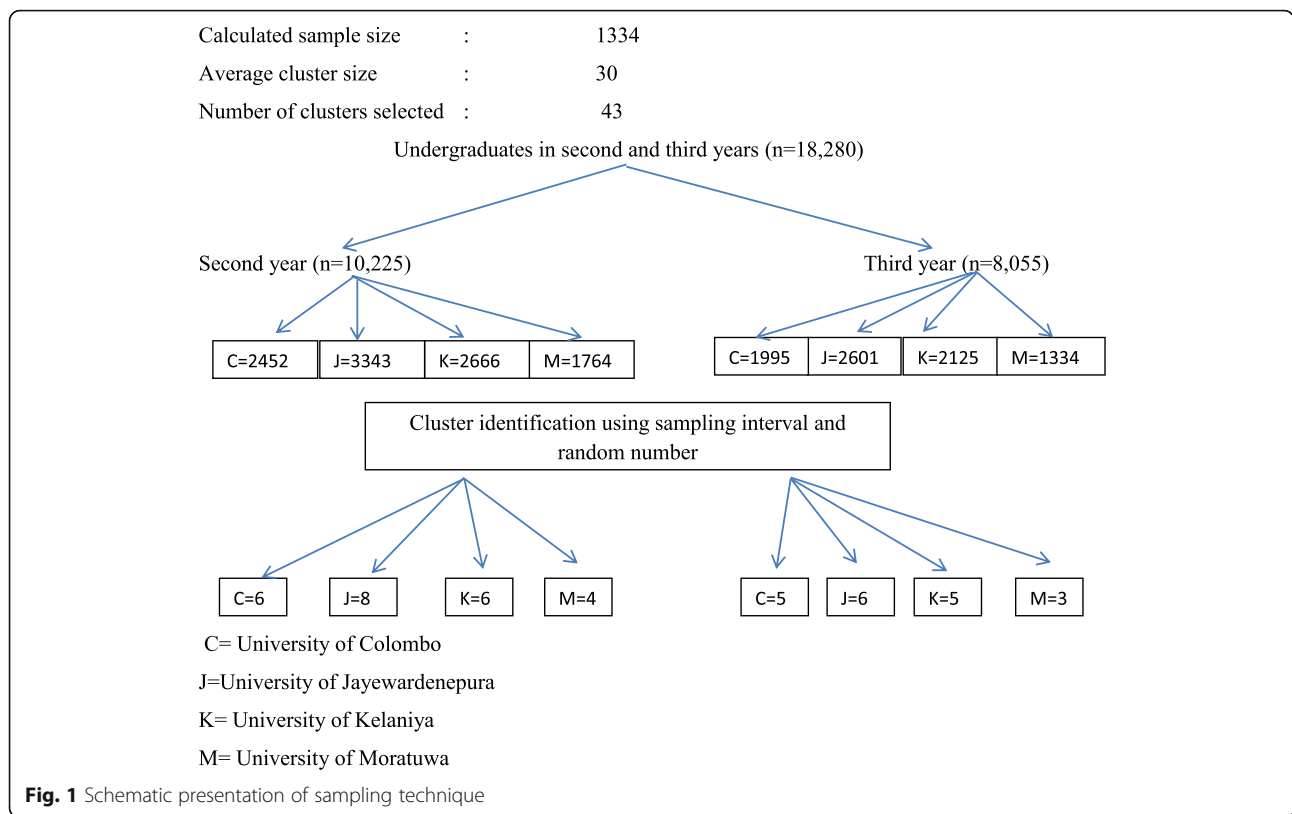 Calculated sample size : 1334
Average cluster size : 30
Number of clusters selected : 43
Undergraduates in second and third years (n=18,280)
Second year (n=10,225) Third year (n=8,055)
C=2452 J=3343 K=2666 M=1764 C=1995 J=2601 K=2125 M=1334
Cluster identification using sampling interval and
random number
C=6 J=8 K=6 M=4 C=5 J=6 K=5 M=3
C= University of Colombo
J=University of Jayewardenepura
K= University of Kelaniya
M= University of Moratuwa
Fig. 1 Schematic presentation of sampling technique